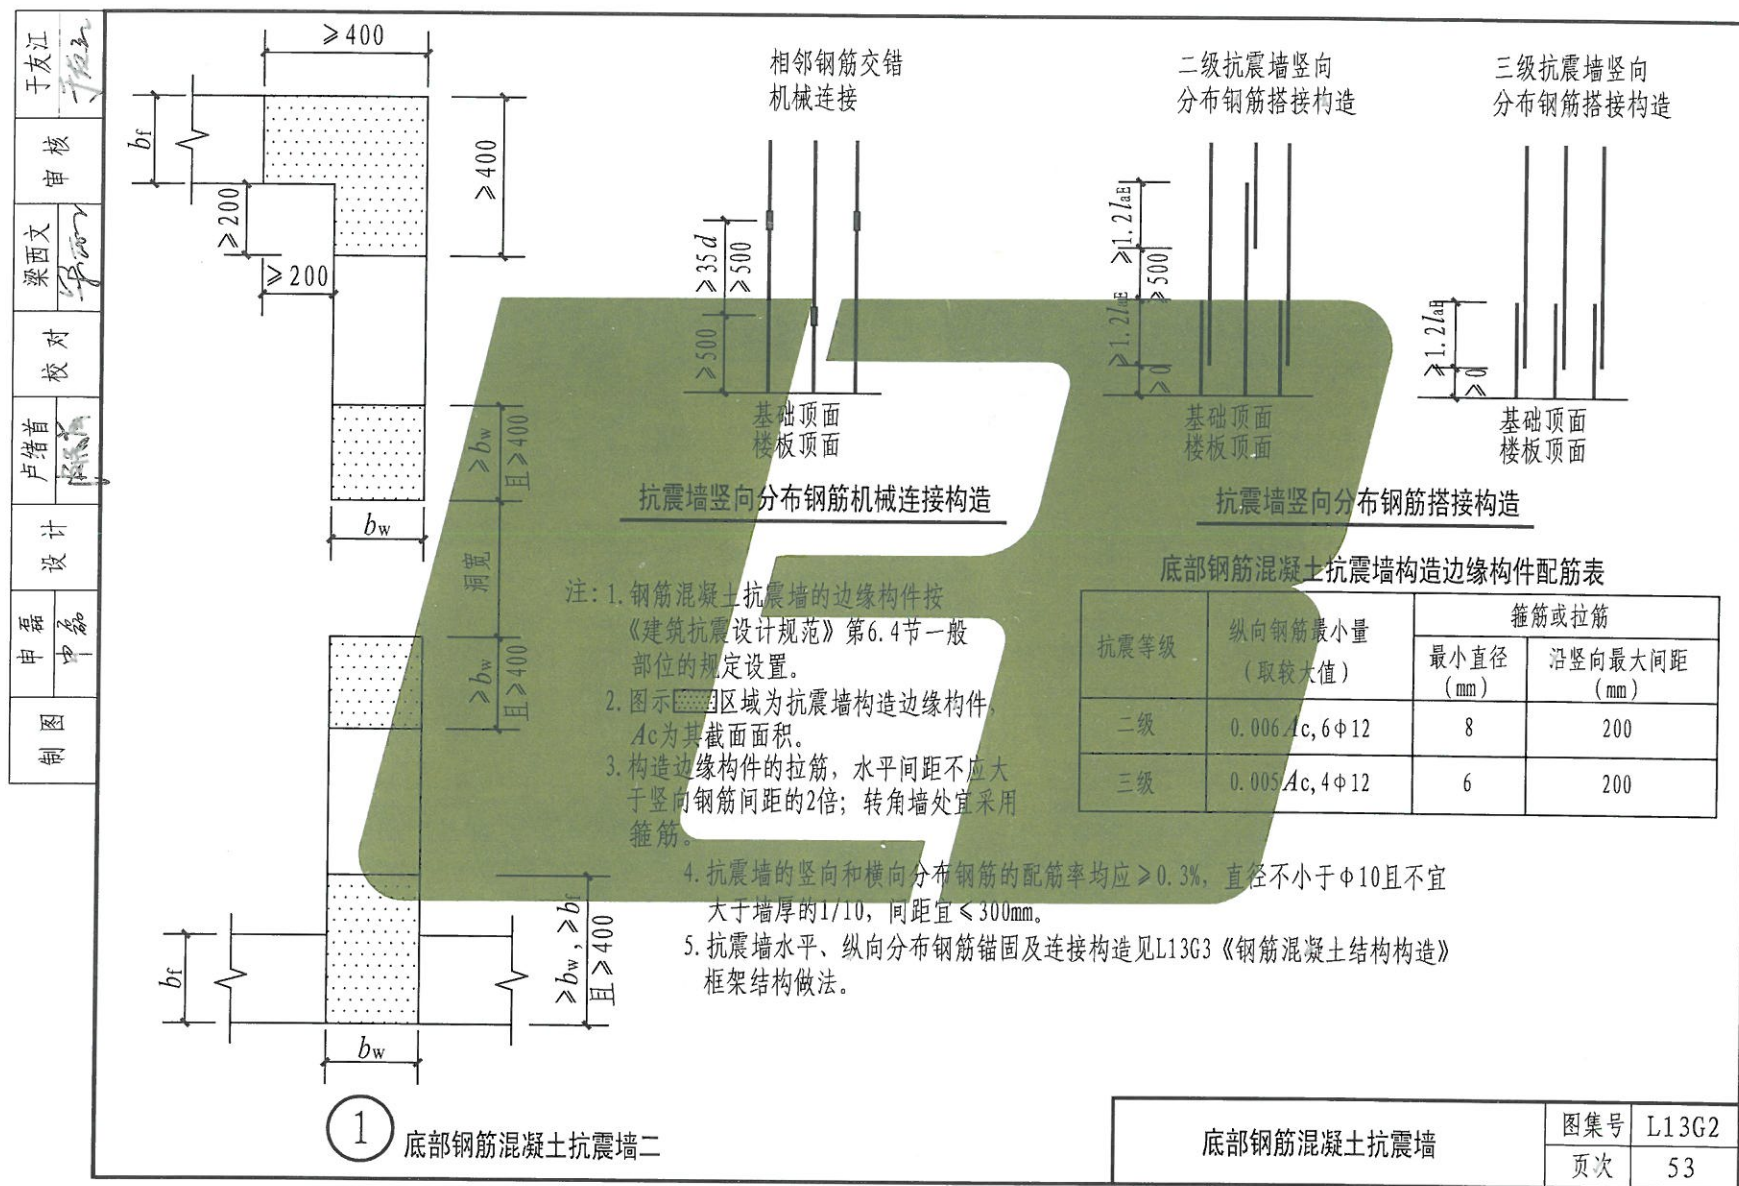 于友江
审核
梁西文
校对
卢绪首
设计
申磊
制图
≥400
bf
≥400
≥200
≥200
≥bw
且≥400
bw
洞宽
≥bw
且≥400
≥bw,≥bf
且≥400
bf
bw
1 底部钢筋混凝土抗震墙二
相邻钢筋交错
机械连接
≥35d
≥500
≥500
基础顶面
楼板顶面
抗震墙竖向分布钢筋机械连接构造
二级抗震墙竖向
分布钢筋搭接构造
≥1.2laE
≥500
≥1.2laE
≥0
基础顶面
楼板顶面
三级抗震墙竖向
分布钢筋搭接构造
≥1.2laE
≥0
基础顶面
楼板顶面
抗震墙竖向分布钢筋搭接构造
注: 1. 钢筋混凝土抗震墙的边缘构件按
《建筑抗震设计规范》第6.4节一般
部位的规定设置。
2. 图示区域为抗震墙构造边缘构件,
Ac为其截面面积。
3. 构造边缘构件的拉筋, 水平间距不应大
于竖向钢筋间距的2倍; 转角墙处宜采用
箍筋。
4. 抗震墙的竖向和横向分布钢筋的配筋率均应≥0.3%, 直径不小于φ10且不宜
大于墙厚的1/10, 间距宜≤300mm。
5. 抗震墙水平、纵向分布钢筋锚固及连接构造见L13G3《钢筋混凝土结构构造》
框架结构做法。
底部钢筋混凝土抗震墙构造边缘构件配筋表
抗震等级 纵向钢筋最小量 (取较大值) 箍筋或拉筋
最小直径 (mm) 沿竖向最大间距 (mm)
二级 0.006Ac, 6φ12 8 200
三级 0.005Ac, 4φ12 6 200
底部钢筋混凝土抗震墙
图集号 L13G2
页次 53